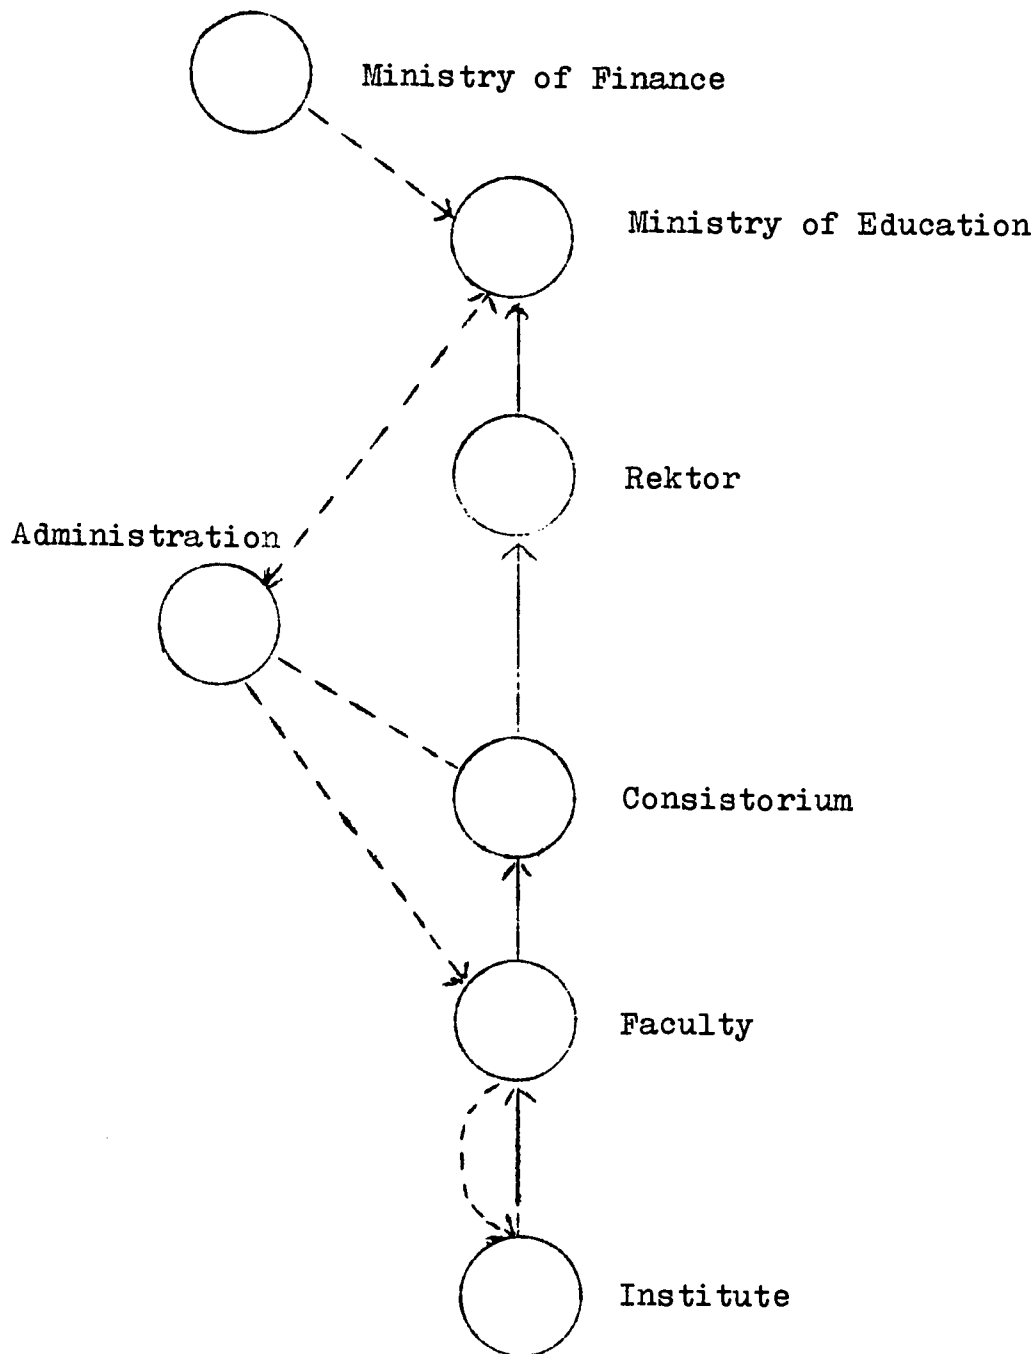 Ministry of Finance
Ministry of Education
Rektor
Administration
Consistorium
Faculty
Institute